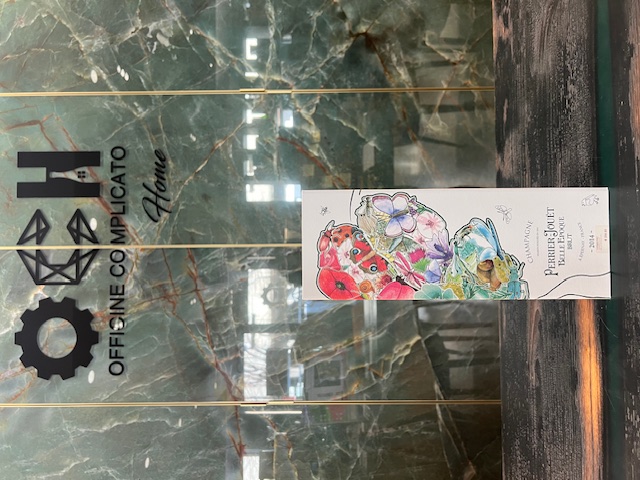 OFFICINE COMPLICATO
Home
CHAMPAGNE
PERRIER-JOUËT
BELLE EPOQUE
BRUT
- 2014 -